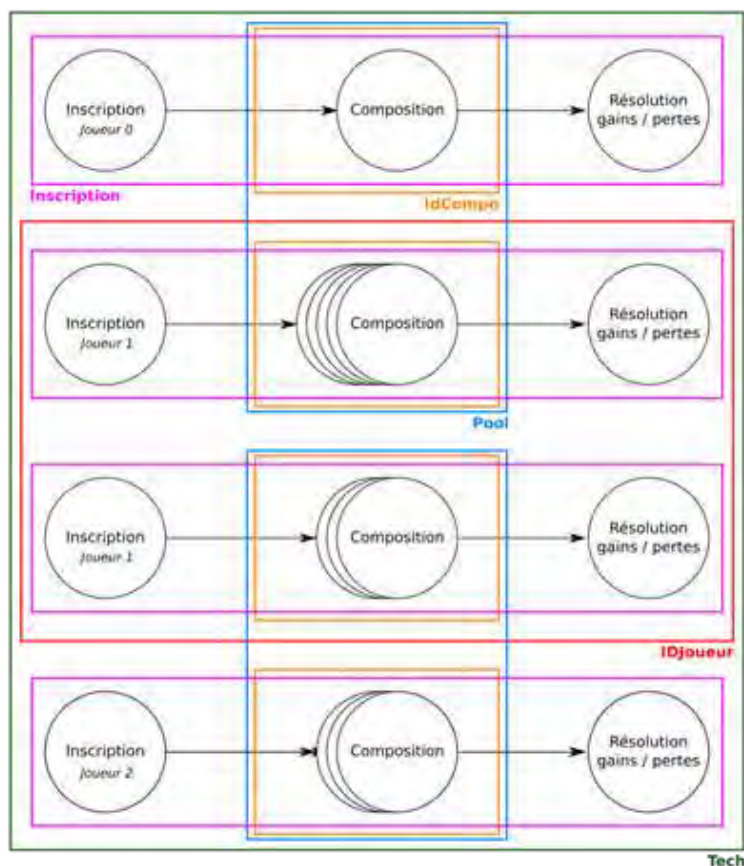 Inscription
Joueur 0
Composition
Résolution
gains / pertes
Inscription
IdCompo
Inscription
Joueur 1
Composition
Résolution
gains / pertes
Pool
Inscription
Joueur 1
Composition
Résolution
gains / pertes
IDJoueur
Inscription
Joueur 2
Composition
Résolution
gains / pertes
Tech